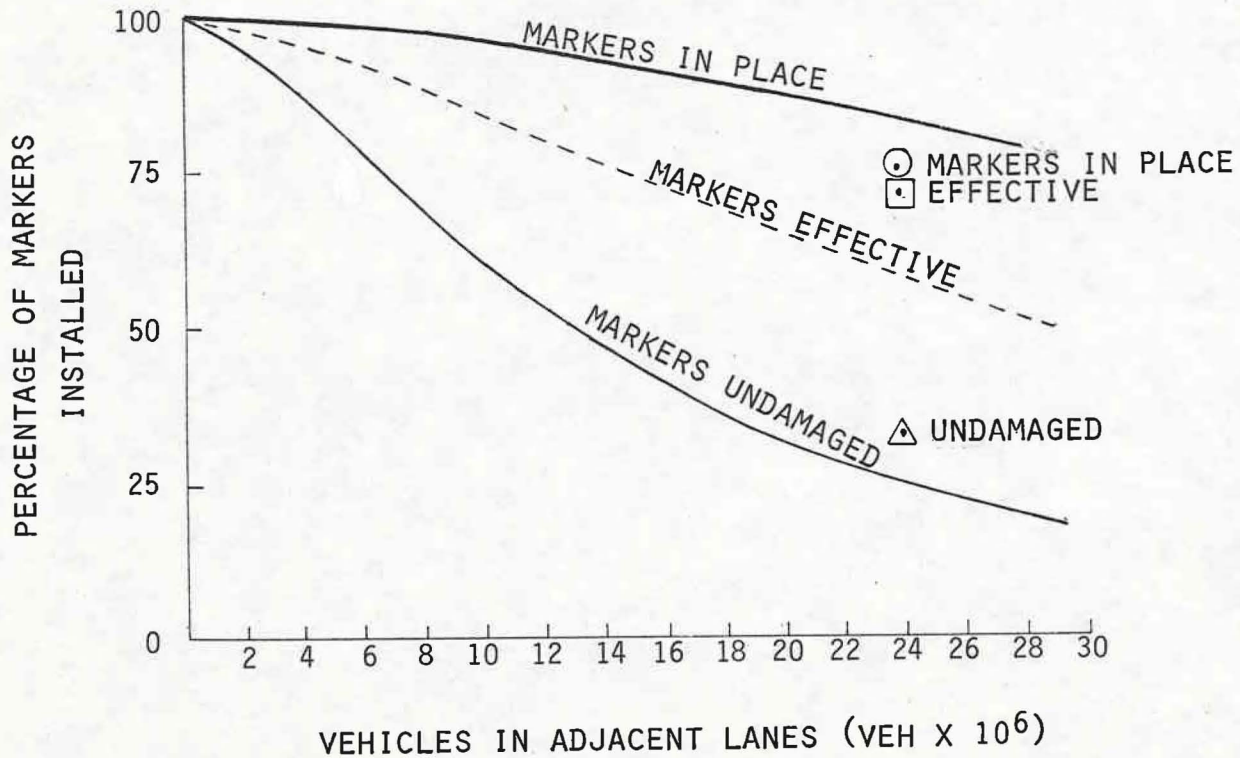 100
75
50
25
0
PERCENTAGE OF MARKERS
INSTALLED
MARKERS IN PLACE
MARKERS EFFECTIVE
MARKERS UNDAMAGED
MARKERS IN PLACE
EFFECTIVE
UNDAMAGED
2 4 6 8 10 12 14 16 18 20 22 24 26 28 30
VEHICLES IN ADJACENT LANES (VEH X 10⁶)